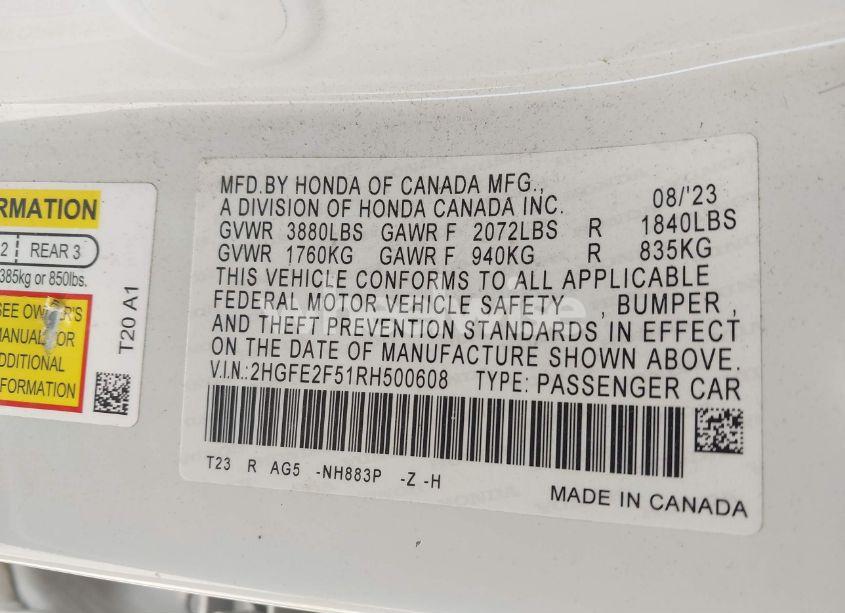 RMATION
2 REAR 3
385kg or 850lbs.
SEE OWNER'S
MANUAL FOR
ADDITIONAL
FORMATION
T20 A1
MFD.BY HONDA OF CANADA MFG., 08/'23
A DIVISION OF HONDA CANADA INC.
GVWR 3880LBS GAWR F 2072LBS R 1840LBS
GVWR 1760KG GAWR F 940KG R 835KG
THIS VEHICLE CONFORMS TO ALL APPLICABLE
FEDERAL MOTOR VEHICLE SAFETY , BUMPER ,
AND THEFT PREVENTION STANDARDS IN EFFECT
ON THE DATE OF MANUFACTURE SHOWN ABOVE.
V.I.N.:2HGFE2F51RH500608 TYPE: PASSENGER CAR
T23 R AG5 -NH883P -Z -H
MADE IN CANADA